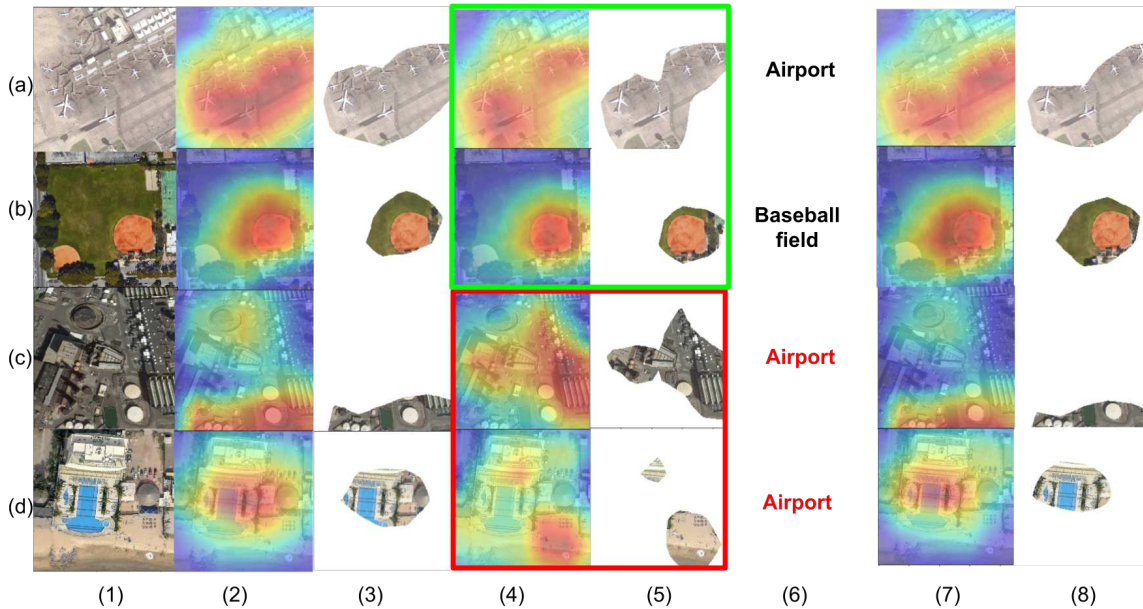 (a)
Airport
(b)
Baseball
field
(c)
Airport
(d)
Airport
(1) (2) (3) (4) (5) (6) (7) (8)